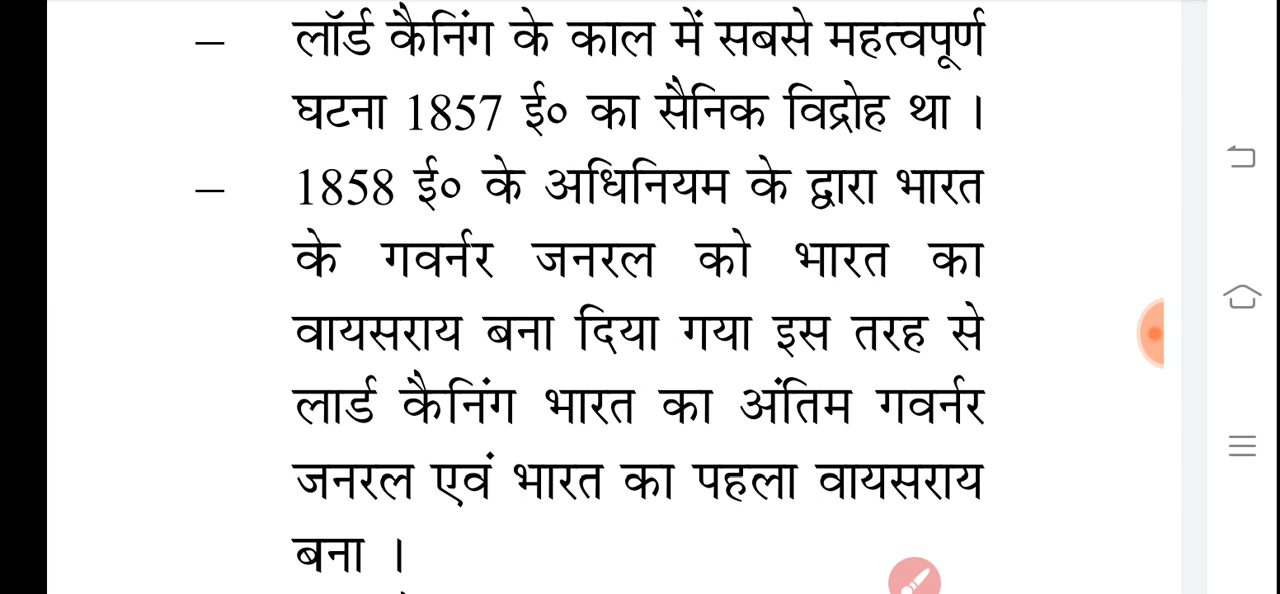 – लॉर्ड कैनिंग के काल में सबसे महत्वपूर्ण
घटना 1857 ई० का सैनिक विद्रोह था ।
– 1858 ई० के अधिनियम के द्वारा भारत
के गवर्नर जनरल को भारत का
वायसराय बना दिया गया इस तरह से
लार्ड कैनिंग भारत का अंतिम गवर्नर
जनरल एवं भारत का पहला वायसराय
बना ।